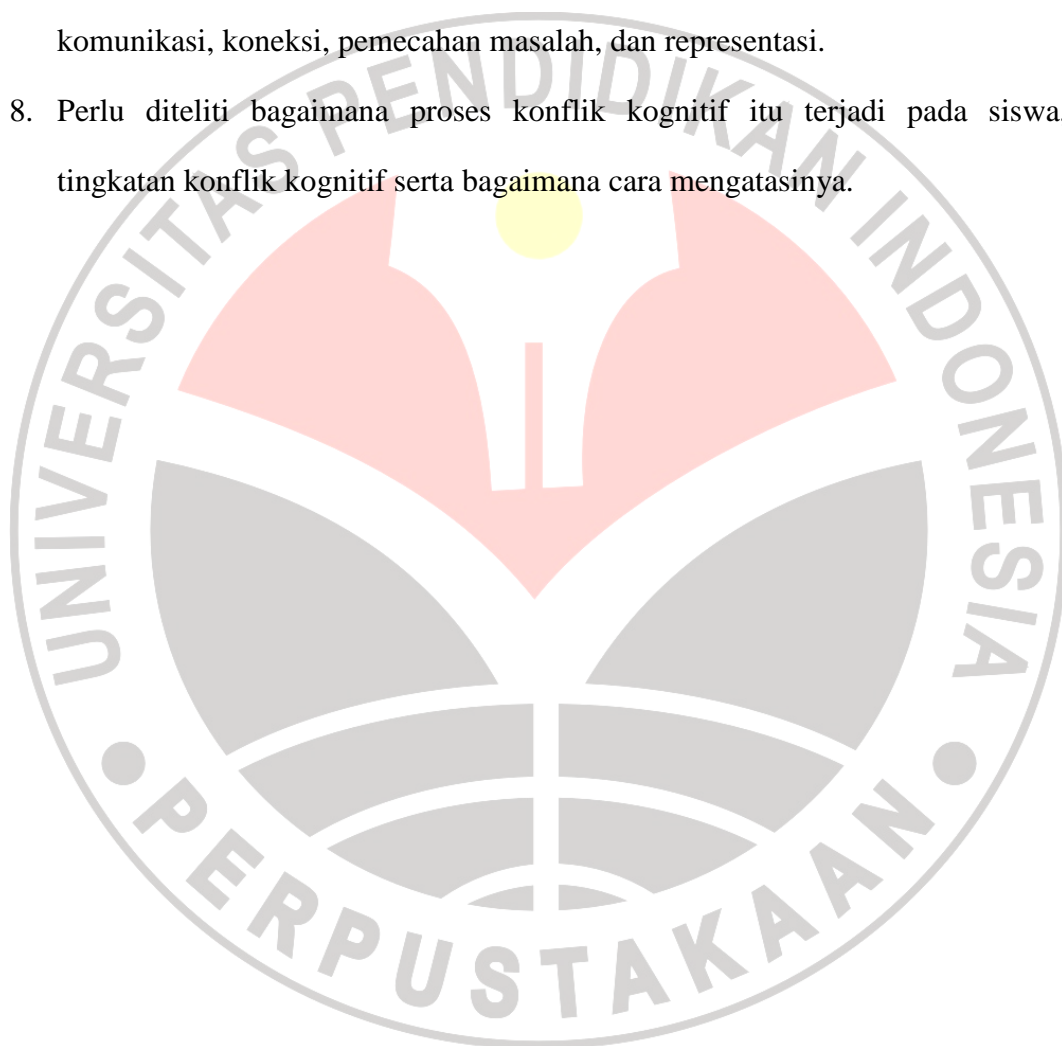 komunikasi, koneksi, pemecahan masalah, dan representasi.
8. Perlu diteliti bagaimana proses konflik kognitif itu terjadi pada siswa,
tingkatan konflik kognitif serta bagaimana cara mengatasinya.
UNIVERSITAS PENDIDIKAN INDONESIA
PERPUSTAKAAN